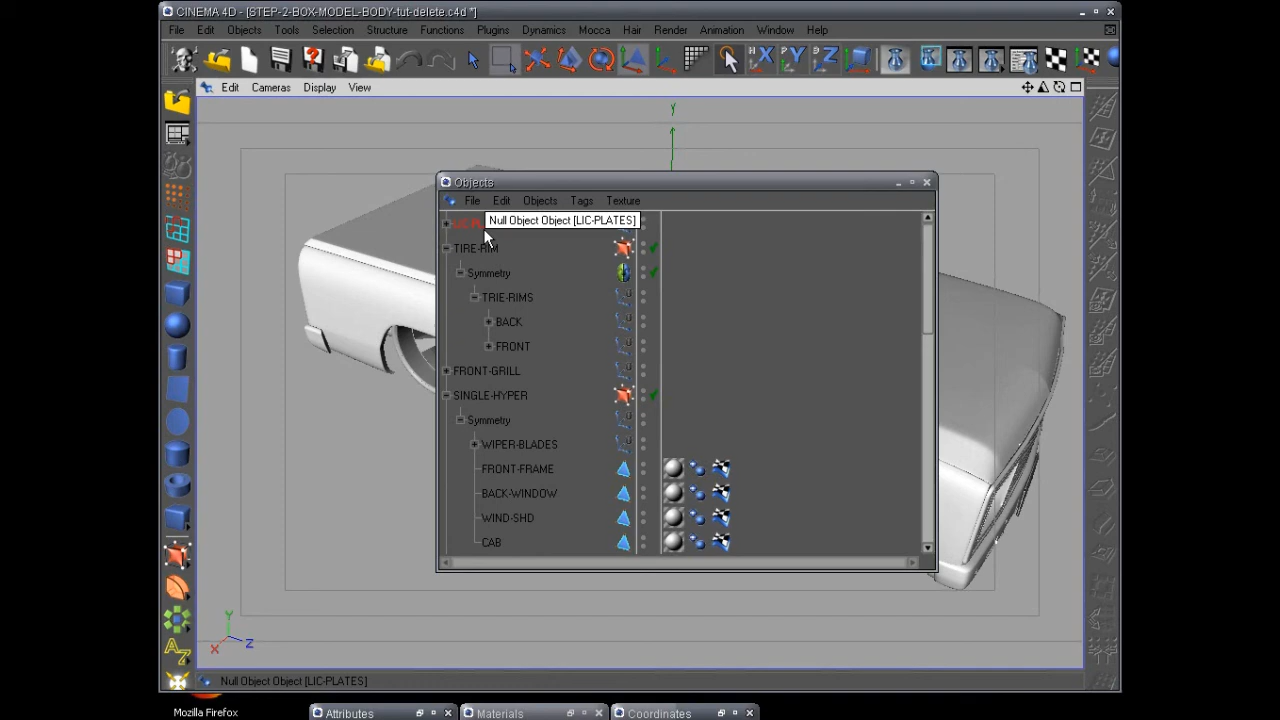 CINEMA 4D - [STEP-2-BOX-MODEL-BODY-tut-delete.c4d *]
File Edit Objects Tools Selection Structure Functions Plugins Dynamics Mocca Hair Render Animation Window Help
X Y Z
Edit Cameras Display View
y
Objects
File Edit Objects Tags Texture
Null Object Object [LIC-PLATES]
TIRE-RIM
Symmetry
TRIE-RIMS
BACK
FRONT
FRONT-GRILL
SINGLE-HYPER
Symmetry
WIPER-BLADES
FRONT-FRAME
BACK-WINDOW
WIND-SHD
CAB
Y
X Z
Null Object Object [LIC-PLATES]
Mozilla Firefox
Attributes
Materials
Coordinates